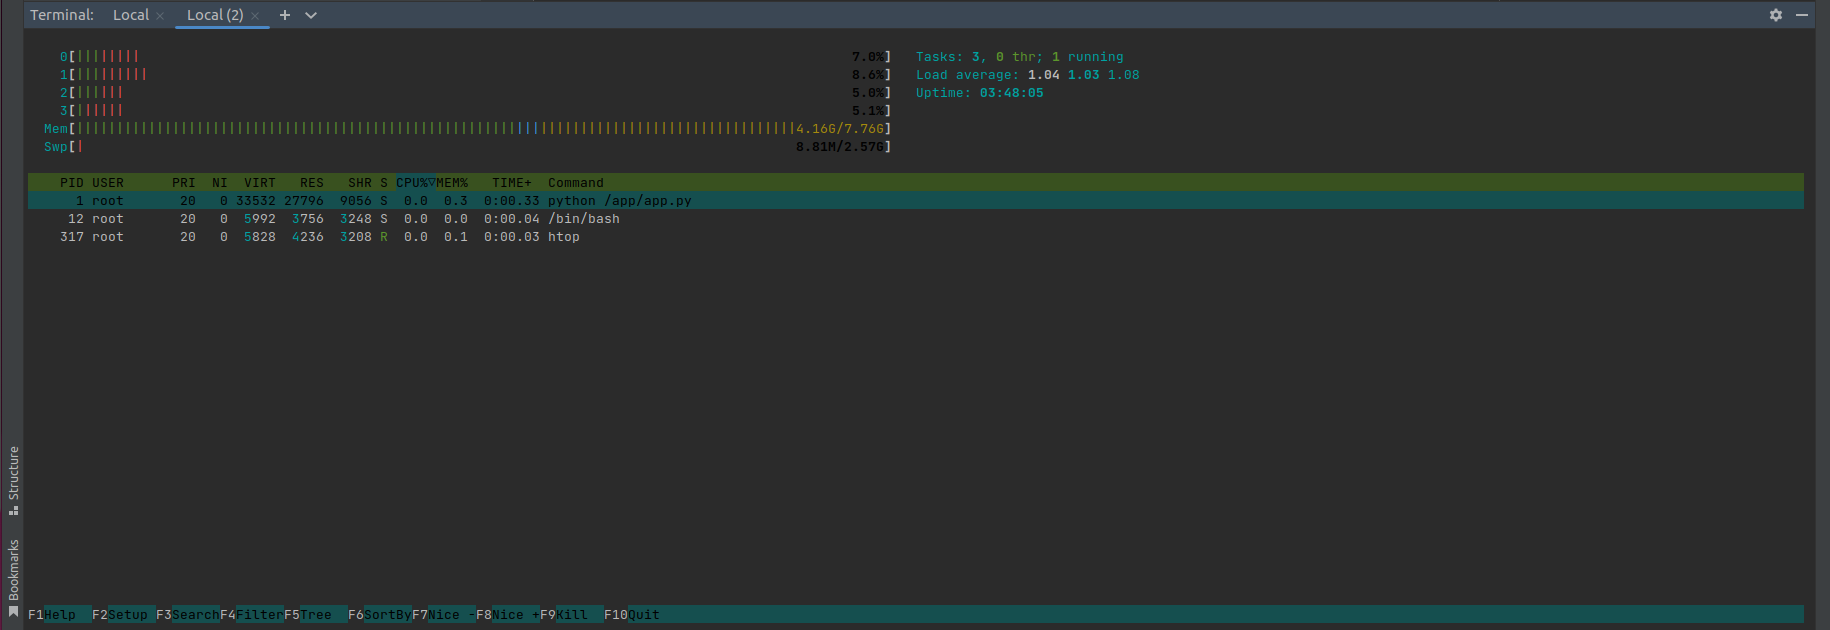 Terminal: Local × Local (2) × +
0[||||||||7.0%] Tasks: 3, 0 thr; 1 running
1[|||||||||8.6%] Load average: 1.04 1.03 1.08
2[||||||5.0%] Uptime: 03:48:05
3[||||||5.1%]
Mem[||||||||||||||||||||||||||||||||||||||||||||||||||||||||||||||||||||||||||||||||||||||||||4.16G/7.76G]
Swp[|8.81M/2.57G]
PID USER PRI NI VIRT RES SHR S CPU%▽MEM% TIME+ Command
1 root 20 0 33532 27796 9056 S 0.0 0.3 0:00.33 python /app/app.py
12 root 20 0 5992 3756 3248 S 0.0 0.0 0:00.04 /bin/bash
317 root 20 0 5828 4236 3208 R 0.0 0.1 0:00.03 htop
Structure
Bookmarks
F1Help F2Setup F3SearchF4FilterF5Tree F6SortByF7Nice -F8Nice +F9Kill F10Quit